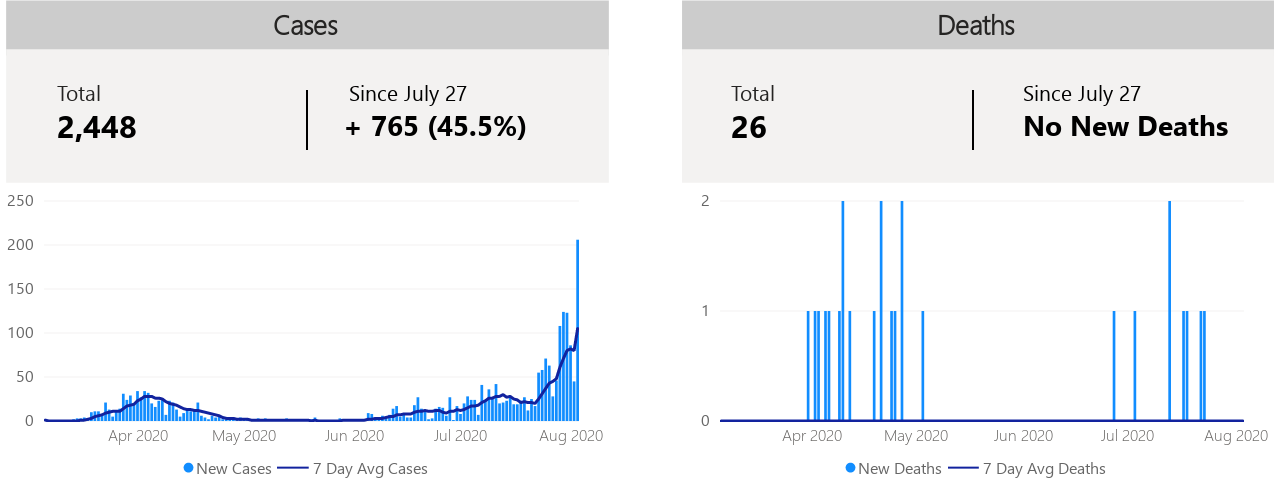 Cases
Total
2,448
Since July 27
+ 765 (45.5%)
250
200
150
100
50
0
Apr 2020 May 2020 Jun 2020 Jul 2020 Aug 2020
New Cases 7 Day Avg Cases
Deaths
Total
26
Since July 27
No New Deaths
2
1
0
Apr 2020 May 2020 Jun 2020 Jul 2020 Aug 2020
New Deaths 7 Day Avg Deaths